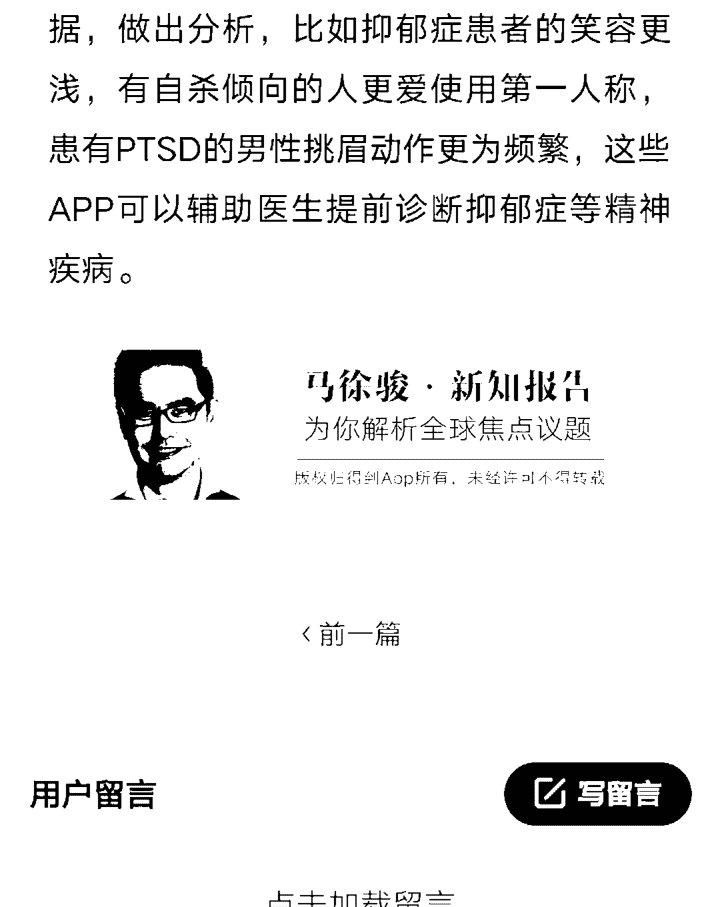 据，做出分析，比如抑郁症患者的笑容更
浅，有自杀倾向的人更爱使用第一人称，
患有PTSD的男性挑眉动作更为频繁，这些
APP可以辅助医生提前诊断抑郁症等精神
疾病。
马徐骏·新知报告
为你解析全球焦点议题
版权归得到App所有，未经许可不得转载
前一篇
用户留言
写留言
点击加载留言